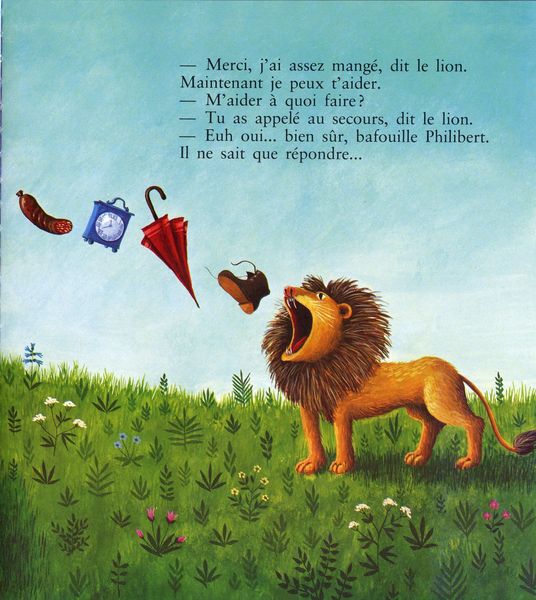 — Merci, j'ai assez mangé, dit le lion.
Maintenant je peux t'aider.
— M'aider à quoi faire?
— Tu as appelé au secours, dit le lion.
— Euh oui... bien sûr, bafouille Philibert.
Il ne sait que répondre...